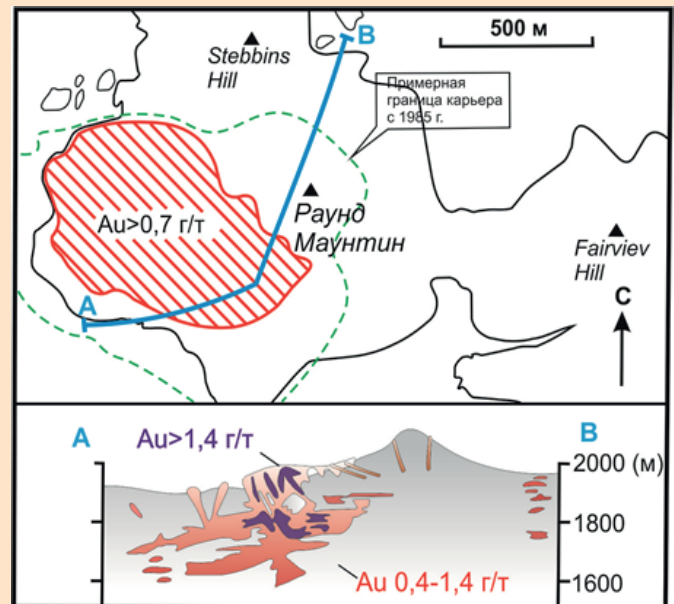 500 м
B
Stebbins
Hill
Примерная
граница карьера
с 1985 г.
Au>0,7 г/т
Раунд
Маунтин
Fairviev
Hill
A
С
A
Au>1,4 г/т
B
2000 (м)
1800
1600
Au 0,4-1,4 г/т